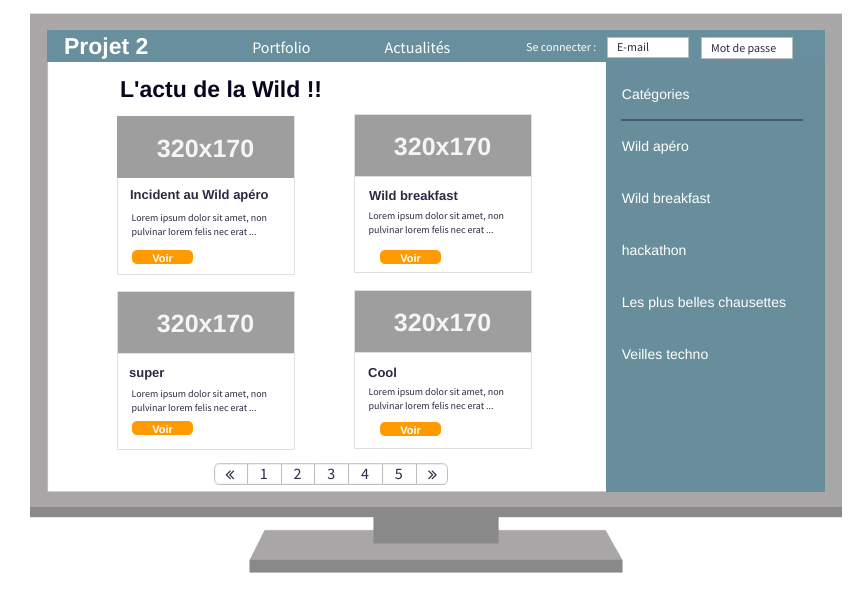 Projet 2
Portfolio
Actualités
Se connecter :
E-mail
Mot de passe
L'actu de la Wild !!
320x170
Incident au Wild apéro
Lorem ipsum dolor sit amet, non
pulvinar lorem felis nec erat ...
Voir
320x170
Wild breakfast
Lorem ipsum dolor sit amet, non
pulvinar lorem felis nec erat ...
Voir
320x170
super
Lorem ipsum dolor sit amet, non
pulvinar lorem felis nec erat ...
Voir
320x170
Cool
Lorem ipsum dolor sit amet, non
pulvinar lorem felis nec erat ...
Voir
« 1 2 3 4 5 »
Catégories
Wild apéro
Wild breakfast
hackathon
Les plus belles chausettes
Veilles techno